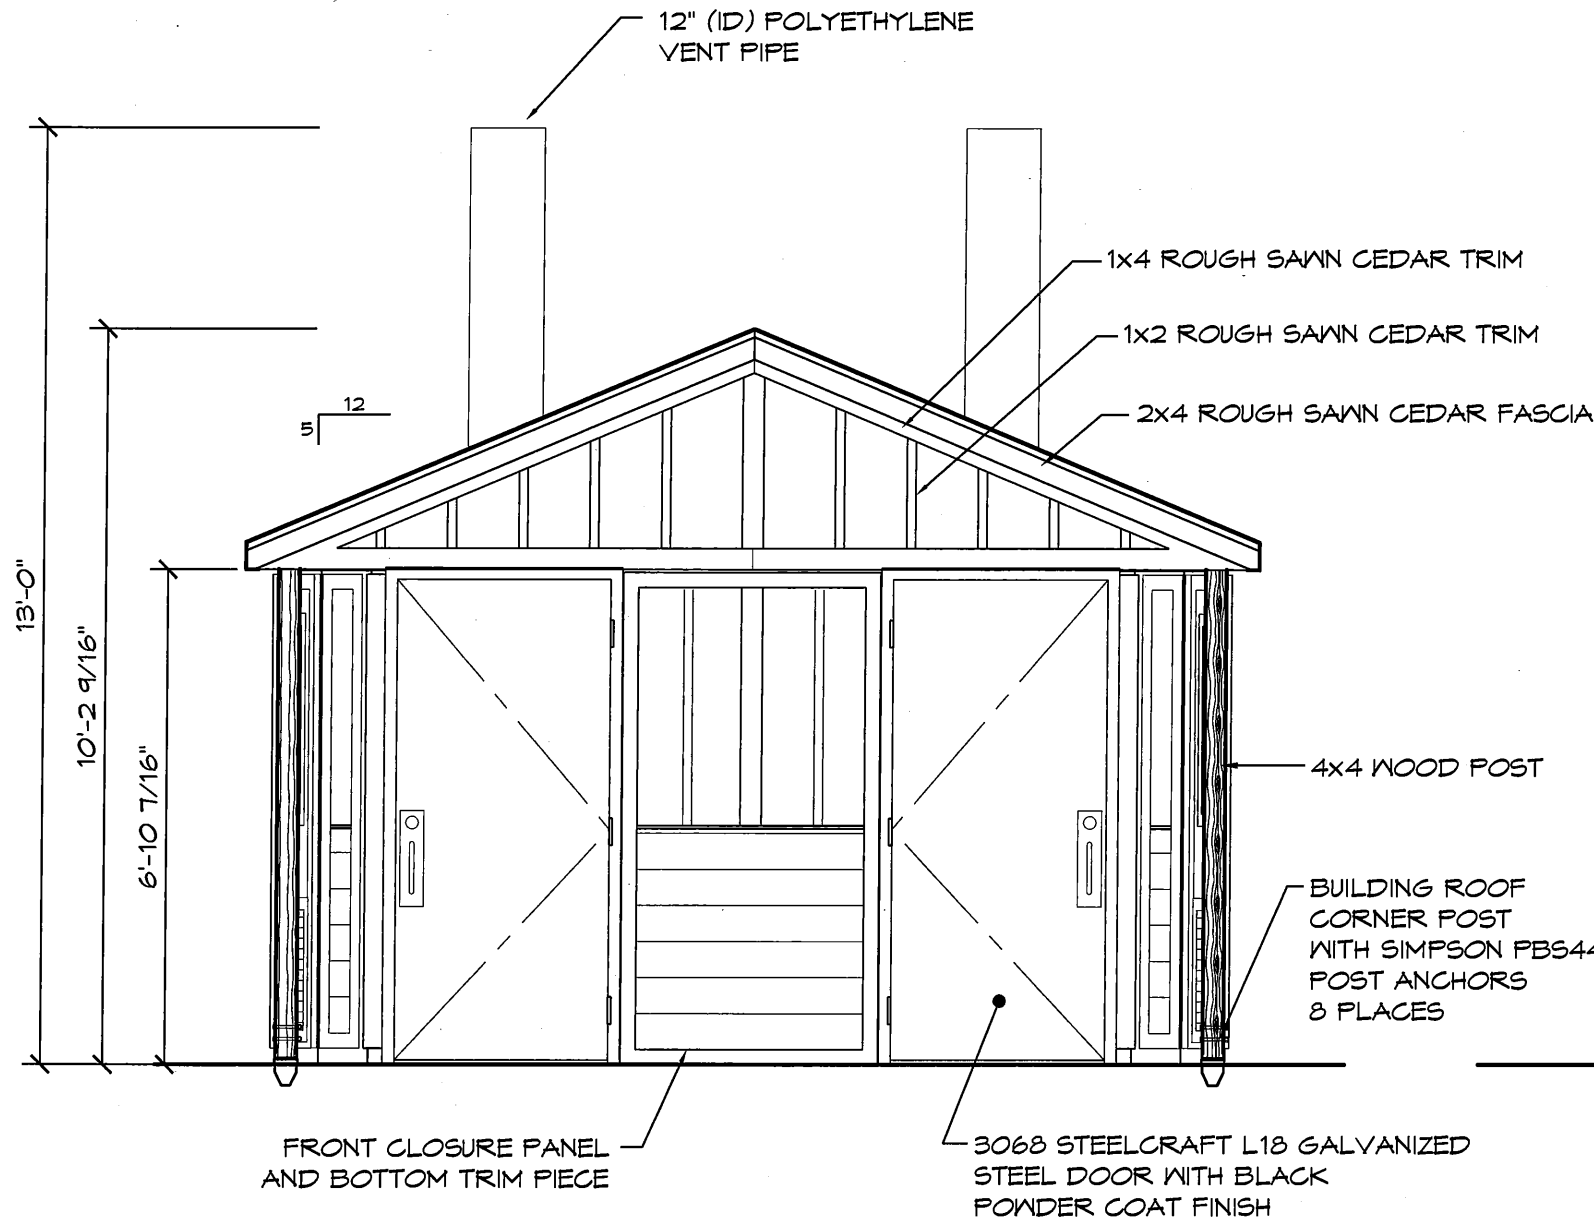 12" (ID) POLYETHYLENE
VENT PIPE
1x4 ROUGH SAWN CEDAR TRIM
1x2 ROUGH SAWN CEDAR TRIM
2x4 ROUGH SAWN CEDAR FASCIA
12
5
13'-0"
10'-2 9/16"
6'-10 7/16"
4x4 WOOD POST
BUILDING ROOF
CORNER POST
WITH SIMPSON PBS44
POST ANCHORS
8 PLACES
FRONT CLOSURE PANEL
AND BOTTOM TRIM PIECE
3068 STEELCRAFT L18 GALVANIZED
STEEL DOOR WITH BLACK
POWDER COAT FINISH